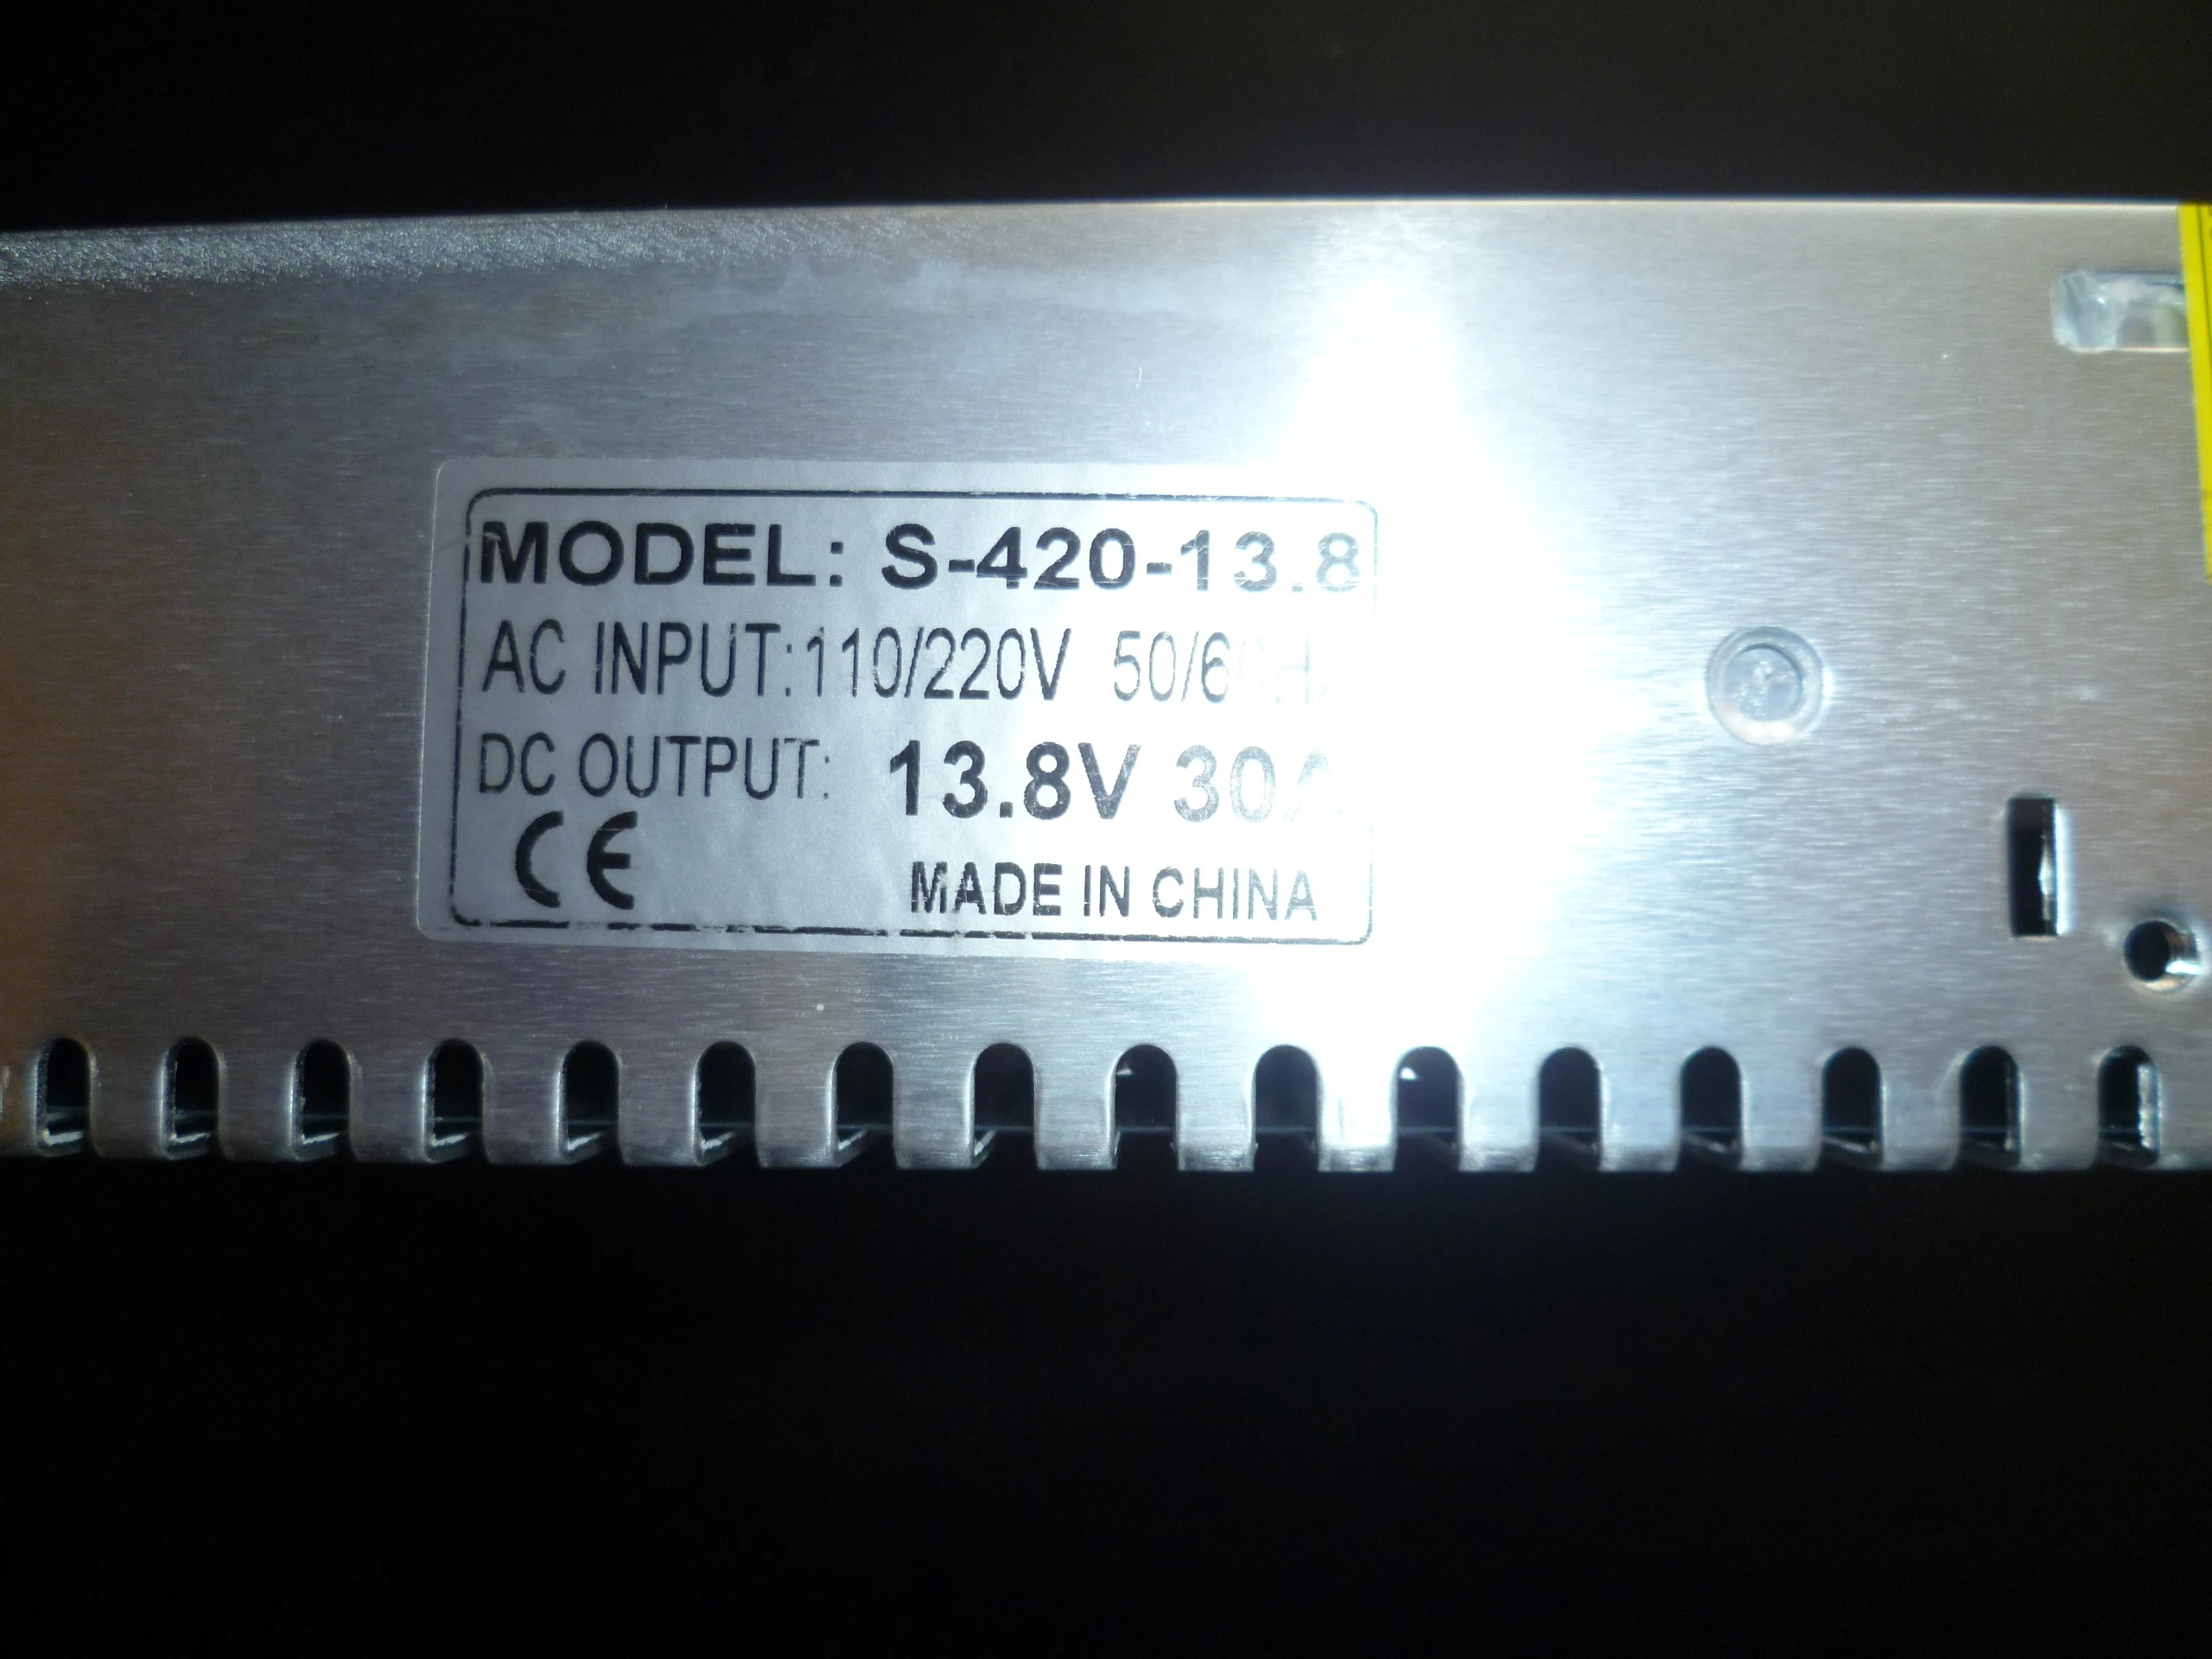 MODEL: S-420-13.8
AC INPUT:110/220V 50/60HZ
DC OUTPUT: 13.8V 30A
CE
MADE IN CHINA